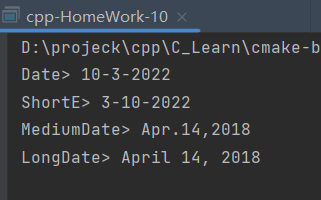 cpp-HomeWork-10 ×
D:\projeck\cpp\C_Learn\cmake-b
Date> 10-3-2022
ShortE> 3-10-2022
MediumDate> Apr.14,2018
LongDate> April 14, 2018